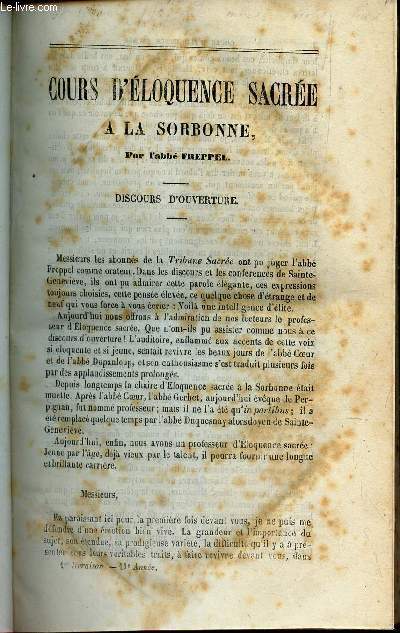 Le-livre.com
COURS D'ÉLOQUENCE SACRÉE
A LA SORBONNE,
Par l'abbé FREPPEL.
DISCOURS D'OUVERTURE.
Messieurs les abonnés de la Tribune Sacrée ont pu juger l'abbé
Freppel comme orateur. Dans les discours et les conférences de Sainte-
Geneviève, ils ont pu admirer cette parole élégante, ces expressions
toujours choisies, cette pensée élevée, ce quelque chose d'étrange et de
neuf qui vous force à vous écrier : Voilà une intelligence d'élite.
Aujourd'hui nous offrons à l'admiration de nos lecteurs le profes-
seur d'Eloquence sacrée. Que n'ont-ils pu assister comme nous à ce
discours d'ouverture ! L'auditoire, enflammé aux accents de cette voix
si éloquente et si jeune, sentait revivre les beaux jours de l'abbé Cœur
et de l'abbé Dupanloup, et son enthousiasme s'est traduit plusieurs fois
par des applaudissements prolongés.
Depuis longtemps la chaire d'Eloquence sacrée à la Sorbonne était
muette. Après l'abbé Cœur, l'abbé Gerbet, aujourd'hui évêque de Per-
pignan, fut nommé professeur; mais il ne l'a été qu'in partibus; il a
été remplacé quelque temps par l'abbé Duquesnay alors doyen de Sainte-
Geneviève.
Aujourd'hui, enfin, nous avons un professeur d'Eloquence sacrée :
Jeune par l'âge, déjà vieux par le talent, il pourra fournir une longue
et brillante carrière.
Messieurs,
En paraissant ici pour la première fois devant vous, je ne puis me
défendre d'une émotion bien vive. La grandeur et l'importance du
sujet, son étendue, sa prodigieuse variété, la difficulté qu'il y a à pré-
senter sous leurs véritables traits, à faire revivre devant vous, dans
1re livraison. — 11e Année.